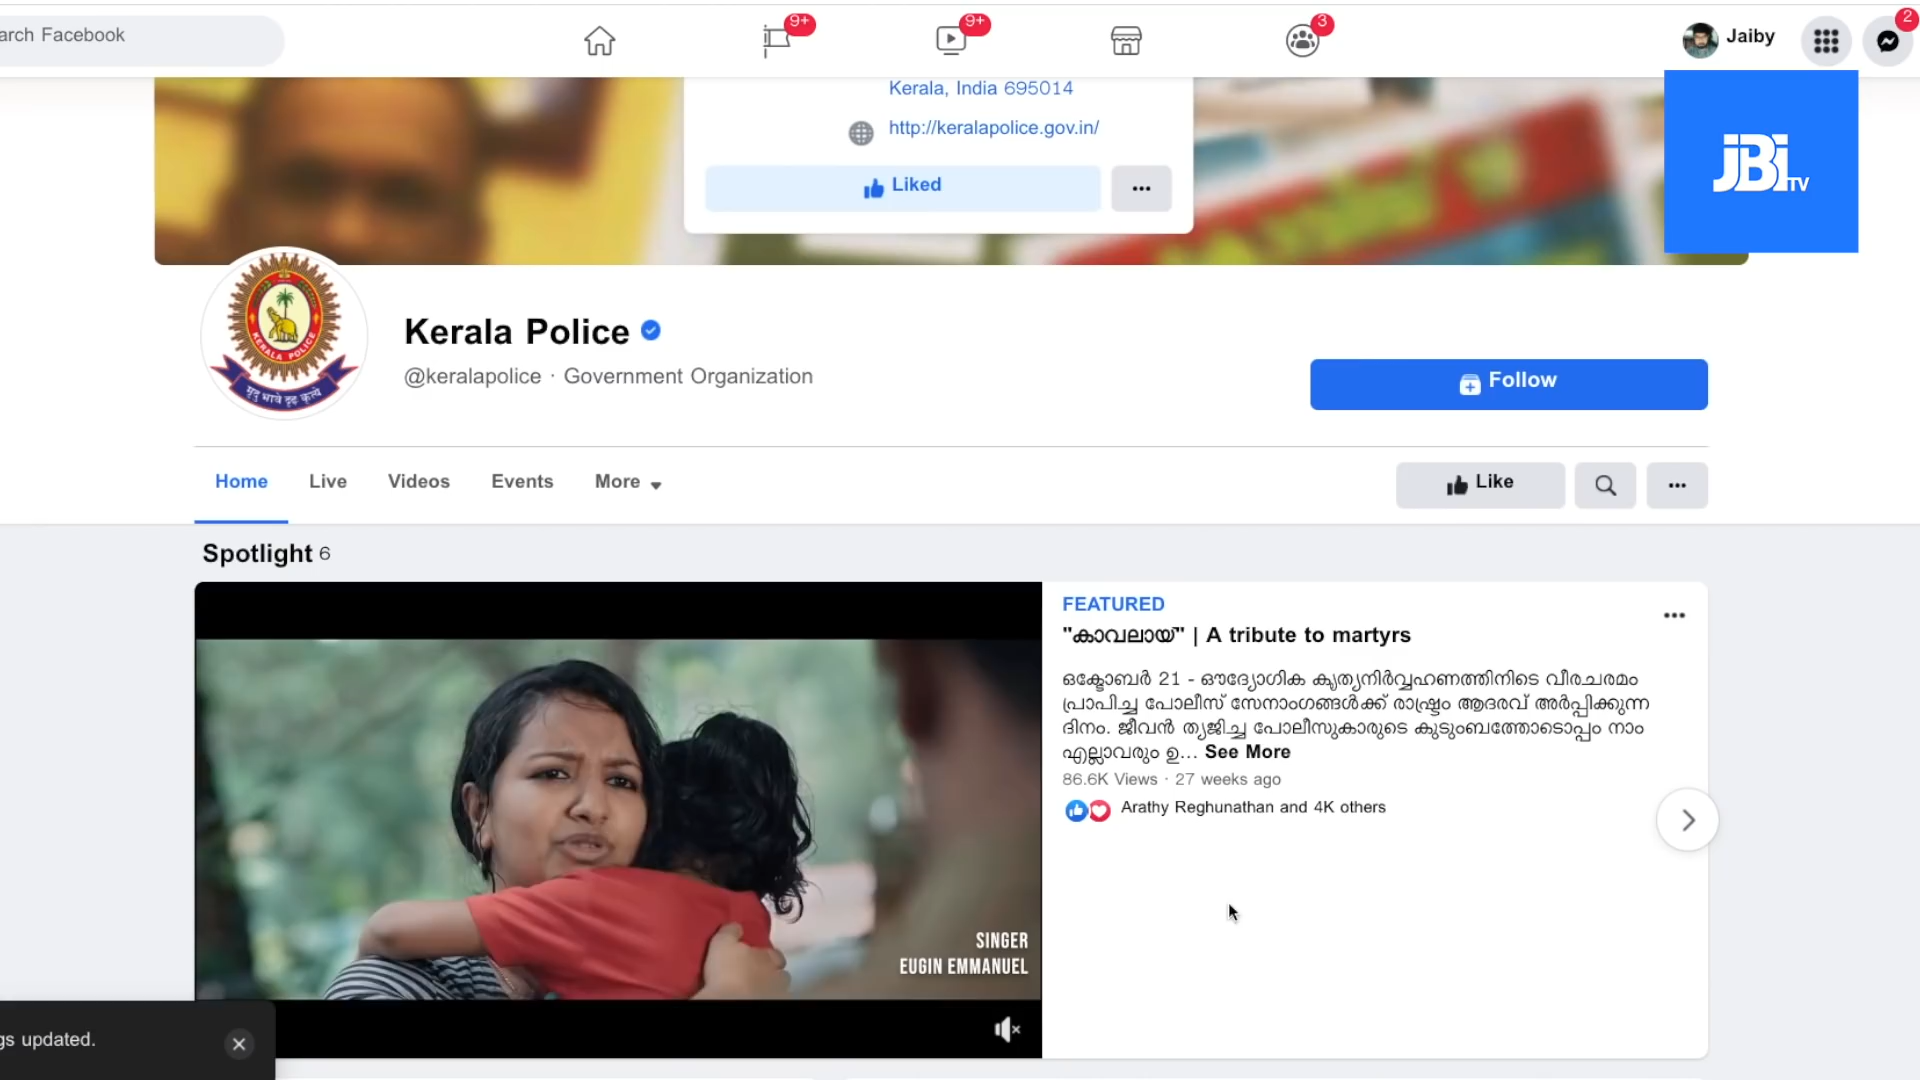 arch Facebook
9+
9+
3
Jaiby
2
Kerala, India 695014
http://keralapolice.gov.in/
Liked
JBi TV
KERALA POLICE
मृदु भावे दृढ़ कृत्ये
Kerala Police
@keralapolice · Government Organization
Follow
Home Live Videos Events More
Like
Spotlight 6
FEATURED
"കാവലായ്" | A tribute to martyrs
ഒക്ടോബർ 21 - ഔദ്യോഗിക കൃത്യനിർവ്വഹണത്തിനിടെ വീരചരമം
പ്രാപിച്ച പോലീസ് സേനാംഗങ്ങൾക്ക് രാഷ്ട്രം ആദരവ് അർപ്പിക്കുന്ന
ദിനം. ജീവൻ ത്യജിച്ച പോലീസുകാരുടെ കുടുംബത്തോടൊപ്പം നാം
എല്ലാവരും ഉ... See More
86.6K Views · 27 weeks ago
Arathy Reghunathan and 4K others
SINGER
EUGIN EMMANUEL
gs updated.